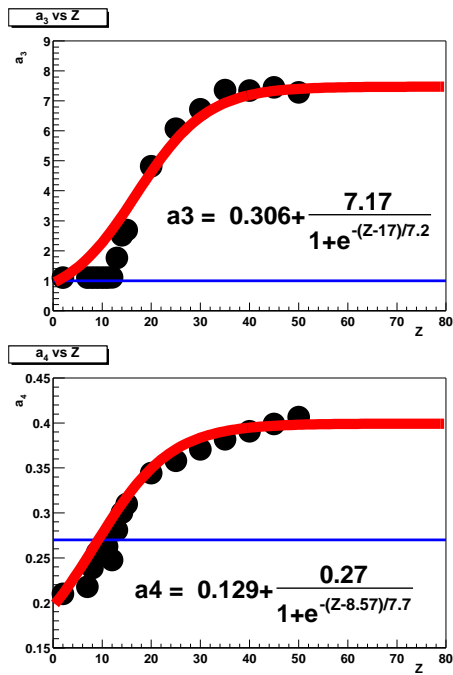 a3 vs Z
a3
9
8
7
6
5
4
3
2
1
0
a3 = 0.306+ 7.17
1+e-(Z-17)/7.2
0 10 20 30 40 50 60 70 80
Z
a4 vs Z
a4
0.45
0.4
0.35
0.3
0.25
0.2
0.15
a4 = 0.129+ 0.27
1+e-(Z-8.57)/7.7
0 10 20 30 40 50 60 70 80
Z